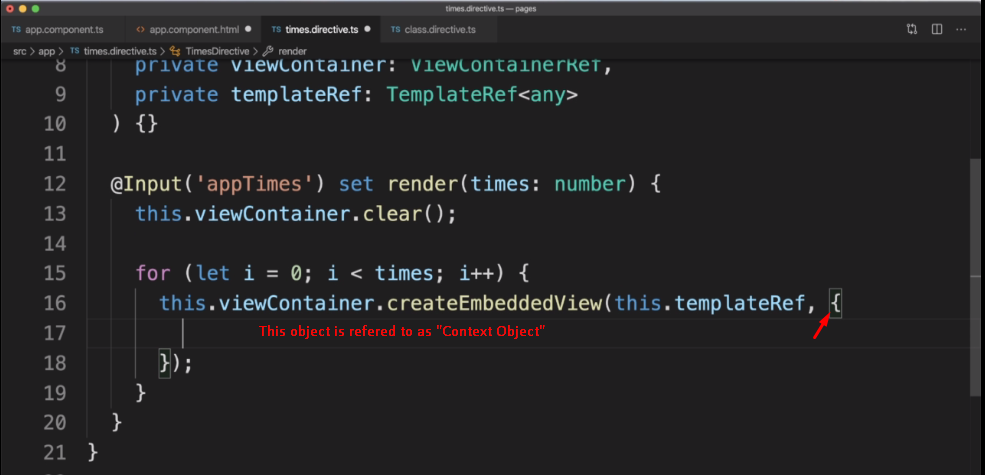 times.directive.ts — pages
TS app.component.ts <> app.component.html TS times.directive.ts TS class.directive.ts
src > app > TS times.directive.ts > TimesDirective > render
8 private viewContainer: ViewContainerRef,
9 private templateRef: TemplateRef<any>
10 ) {}
11
12 @Input('appTimes') set render(times: number) {
13 this.viewContainer.clear();
14
15 for (let i = 0; i < times; i++) {
16 this.viewContainer.createEmbeddedView(this.templateRef, {
17 This object is refered to as "Context Object"
18 });
19 }
20 }
21 }